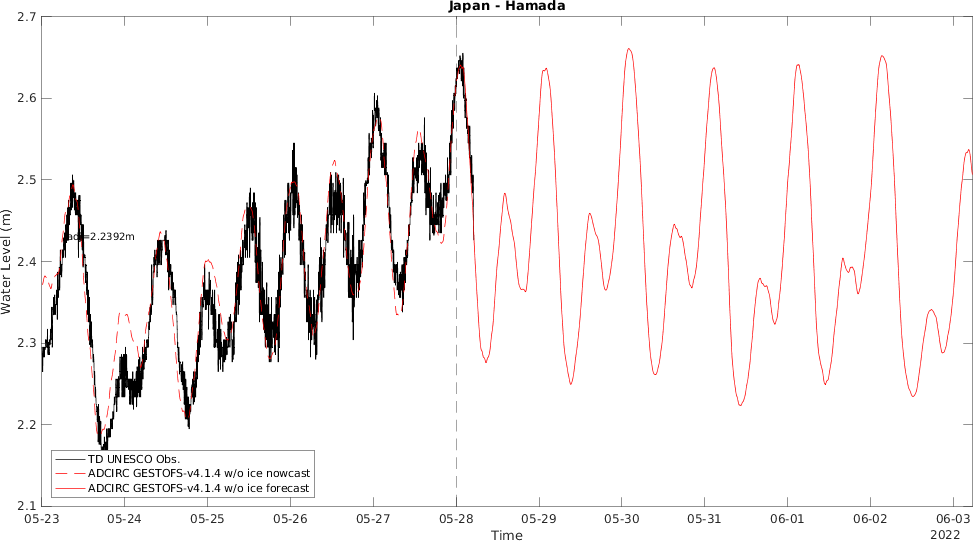 Japan - Hamada
Water Level (m)
2.7
2.6
2.5
2.4
2.3
2.2
2.1
=2.2392m
TD UNESCO Obs.
ADCIRC GESTOFS-v4.1.4 w/o ice nowcast
ADCIRC GESTOFS-v4.1.4 w/o ice forecast
05-23 05-24 05-25 05-26 05-27 05-28 05-29 05-30 05-31 06-01 06-02 06-03
Time
2022